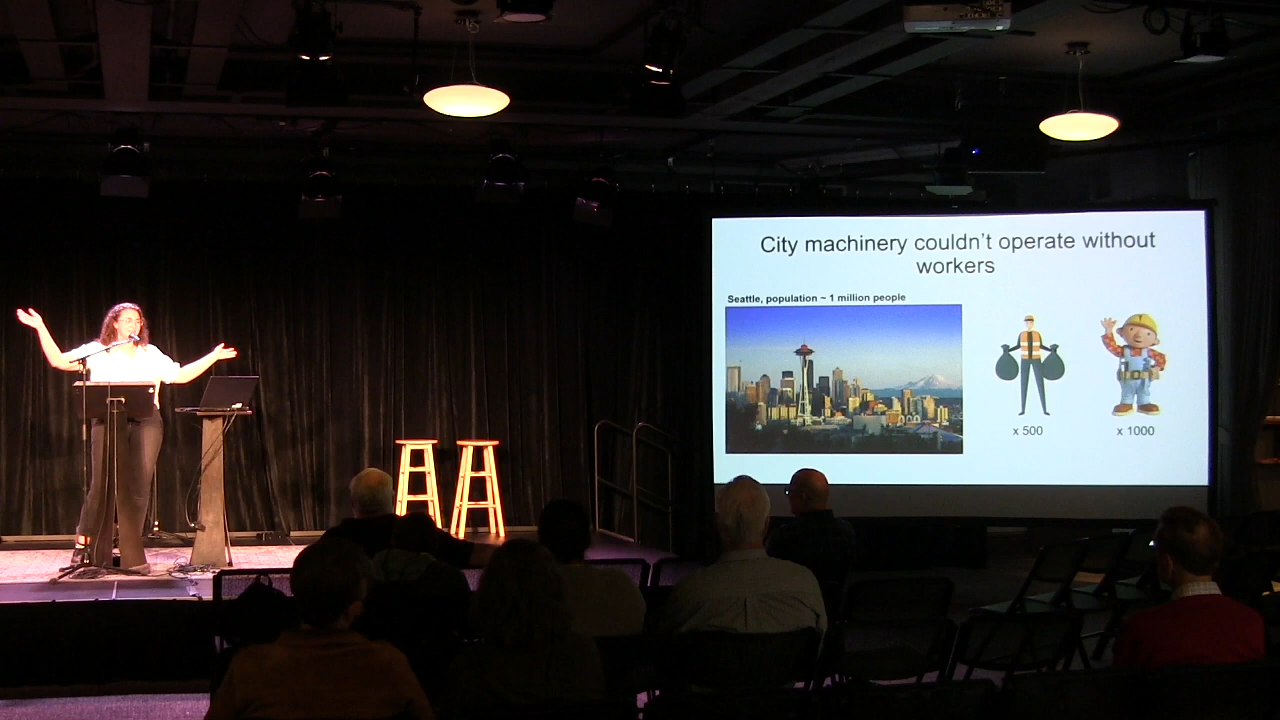 City machinery couldn't operate without
workers
Seattle, population ~ 1 million people
x 500
x 1000